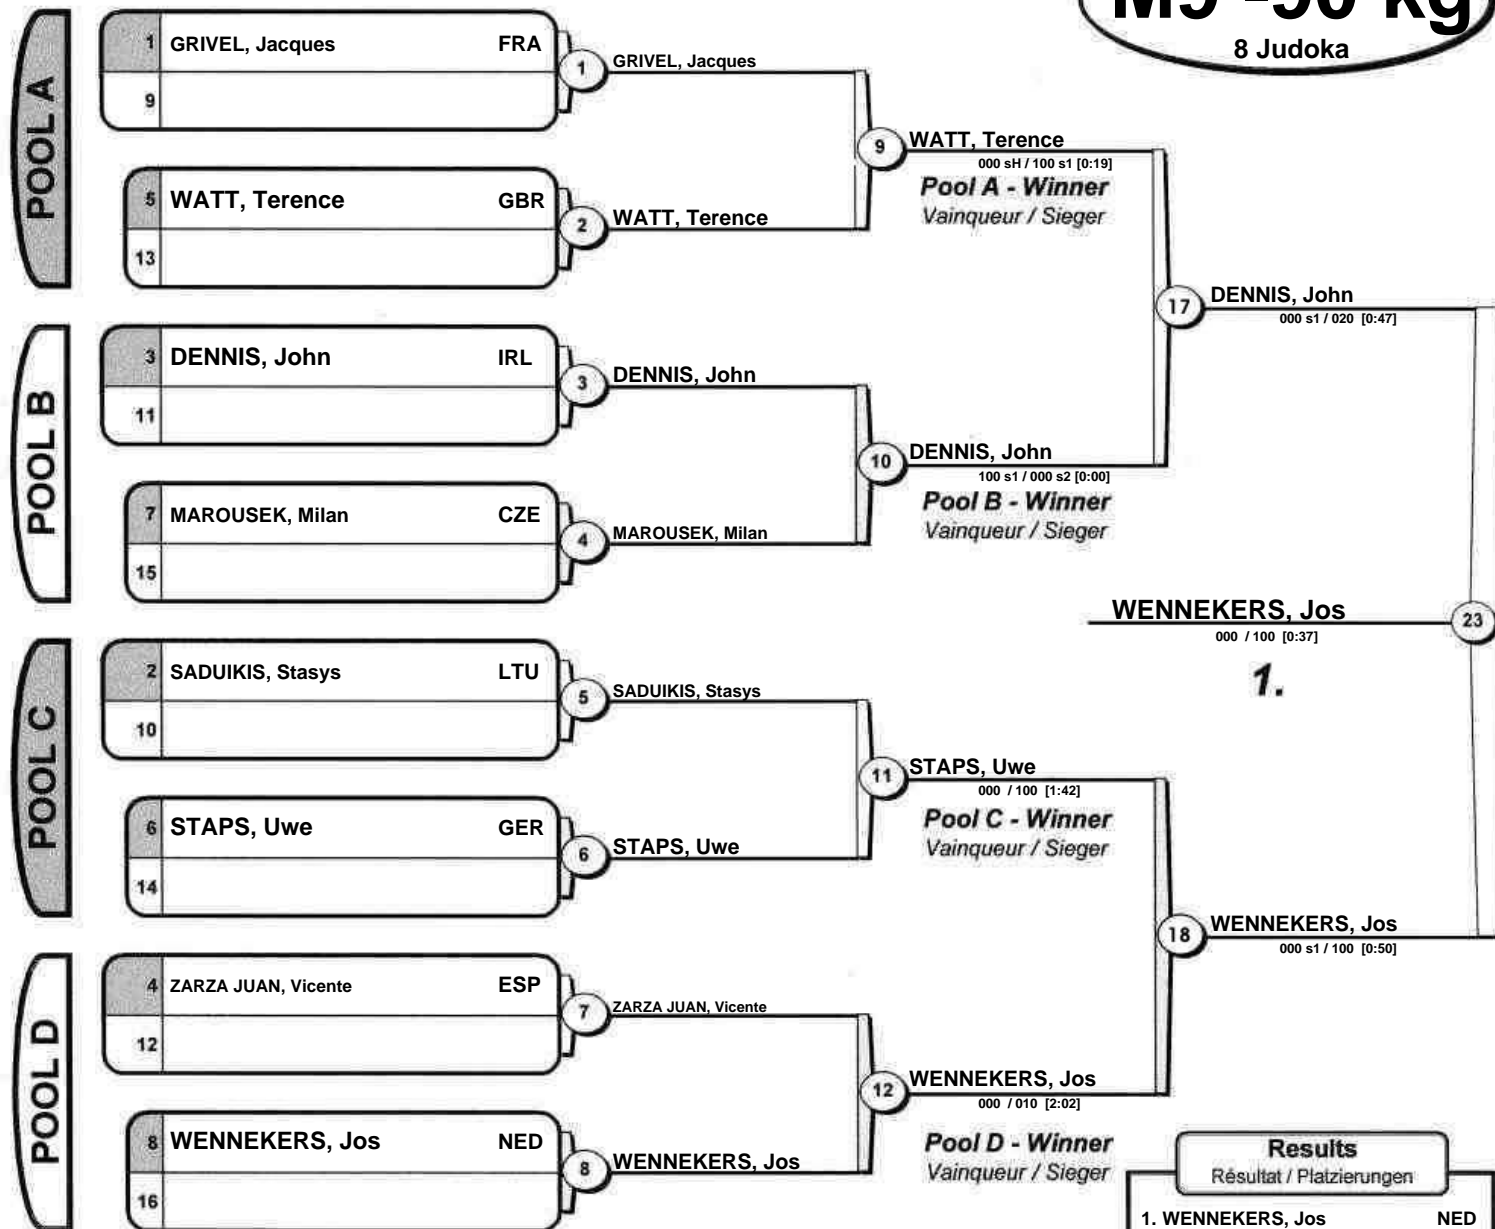 M5 -90 kg
8 Judoka
POOL A
1 GRIVEL, Jacques FRA
9
5 WATT, Terence GBR
13
1 GRIVEL, Jacques
2 WATT, Terence
9 WATT, Terence
000 sH / 100 s1 [0:19]
Pool A - Winner
Vainqueur / Sieger
POOL B
3 DENNIS, John IRL
11
7 MAROUSEK, Milan CZE
15
3 DENNIS, John
4 MAROUSEK, Milan
10 DENNIS, John
100 s1 / 000 s2 [0:00]
Pool B - Winner
Vainqueur / Sieger
17 DENNIS, John
000 s1 / 020 [0:47]
WENNEKERS, Jos 23
000 / 100 [0:37]
1.
POOL C
2 SADUIKIS, Stasys LTU
10
6 STAPS, Uwe GER
14
5 SADUIKIS, Stasys
6 STAPS, Uwe
11 STAPS, Uwe
000 / 100 [1:42]
Pool C - Winner
Vainqueur / Sieger
POOL D
4 ZARZA JUAN, Vicente ESP
12
8 WENNEKERS, Jos NED
16
7 ZARZA JUAN, Vicente
8 WENNEKERS, Jos
12 WENNEKERS, Jos
000 / 010 [2:02]
Pool D - Winner
Vainqueur / Sieger
18 WENNEKERS, Jos
000 s1 / 100 [0:50]
Results
Résultat / Platzierungen
1. WENNEKERS, Jos NED